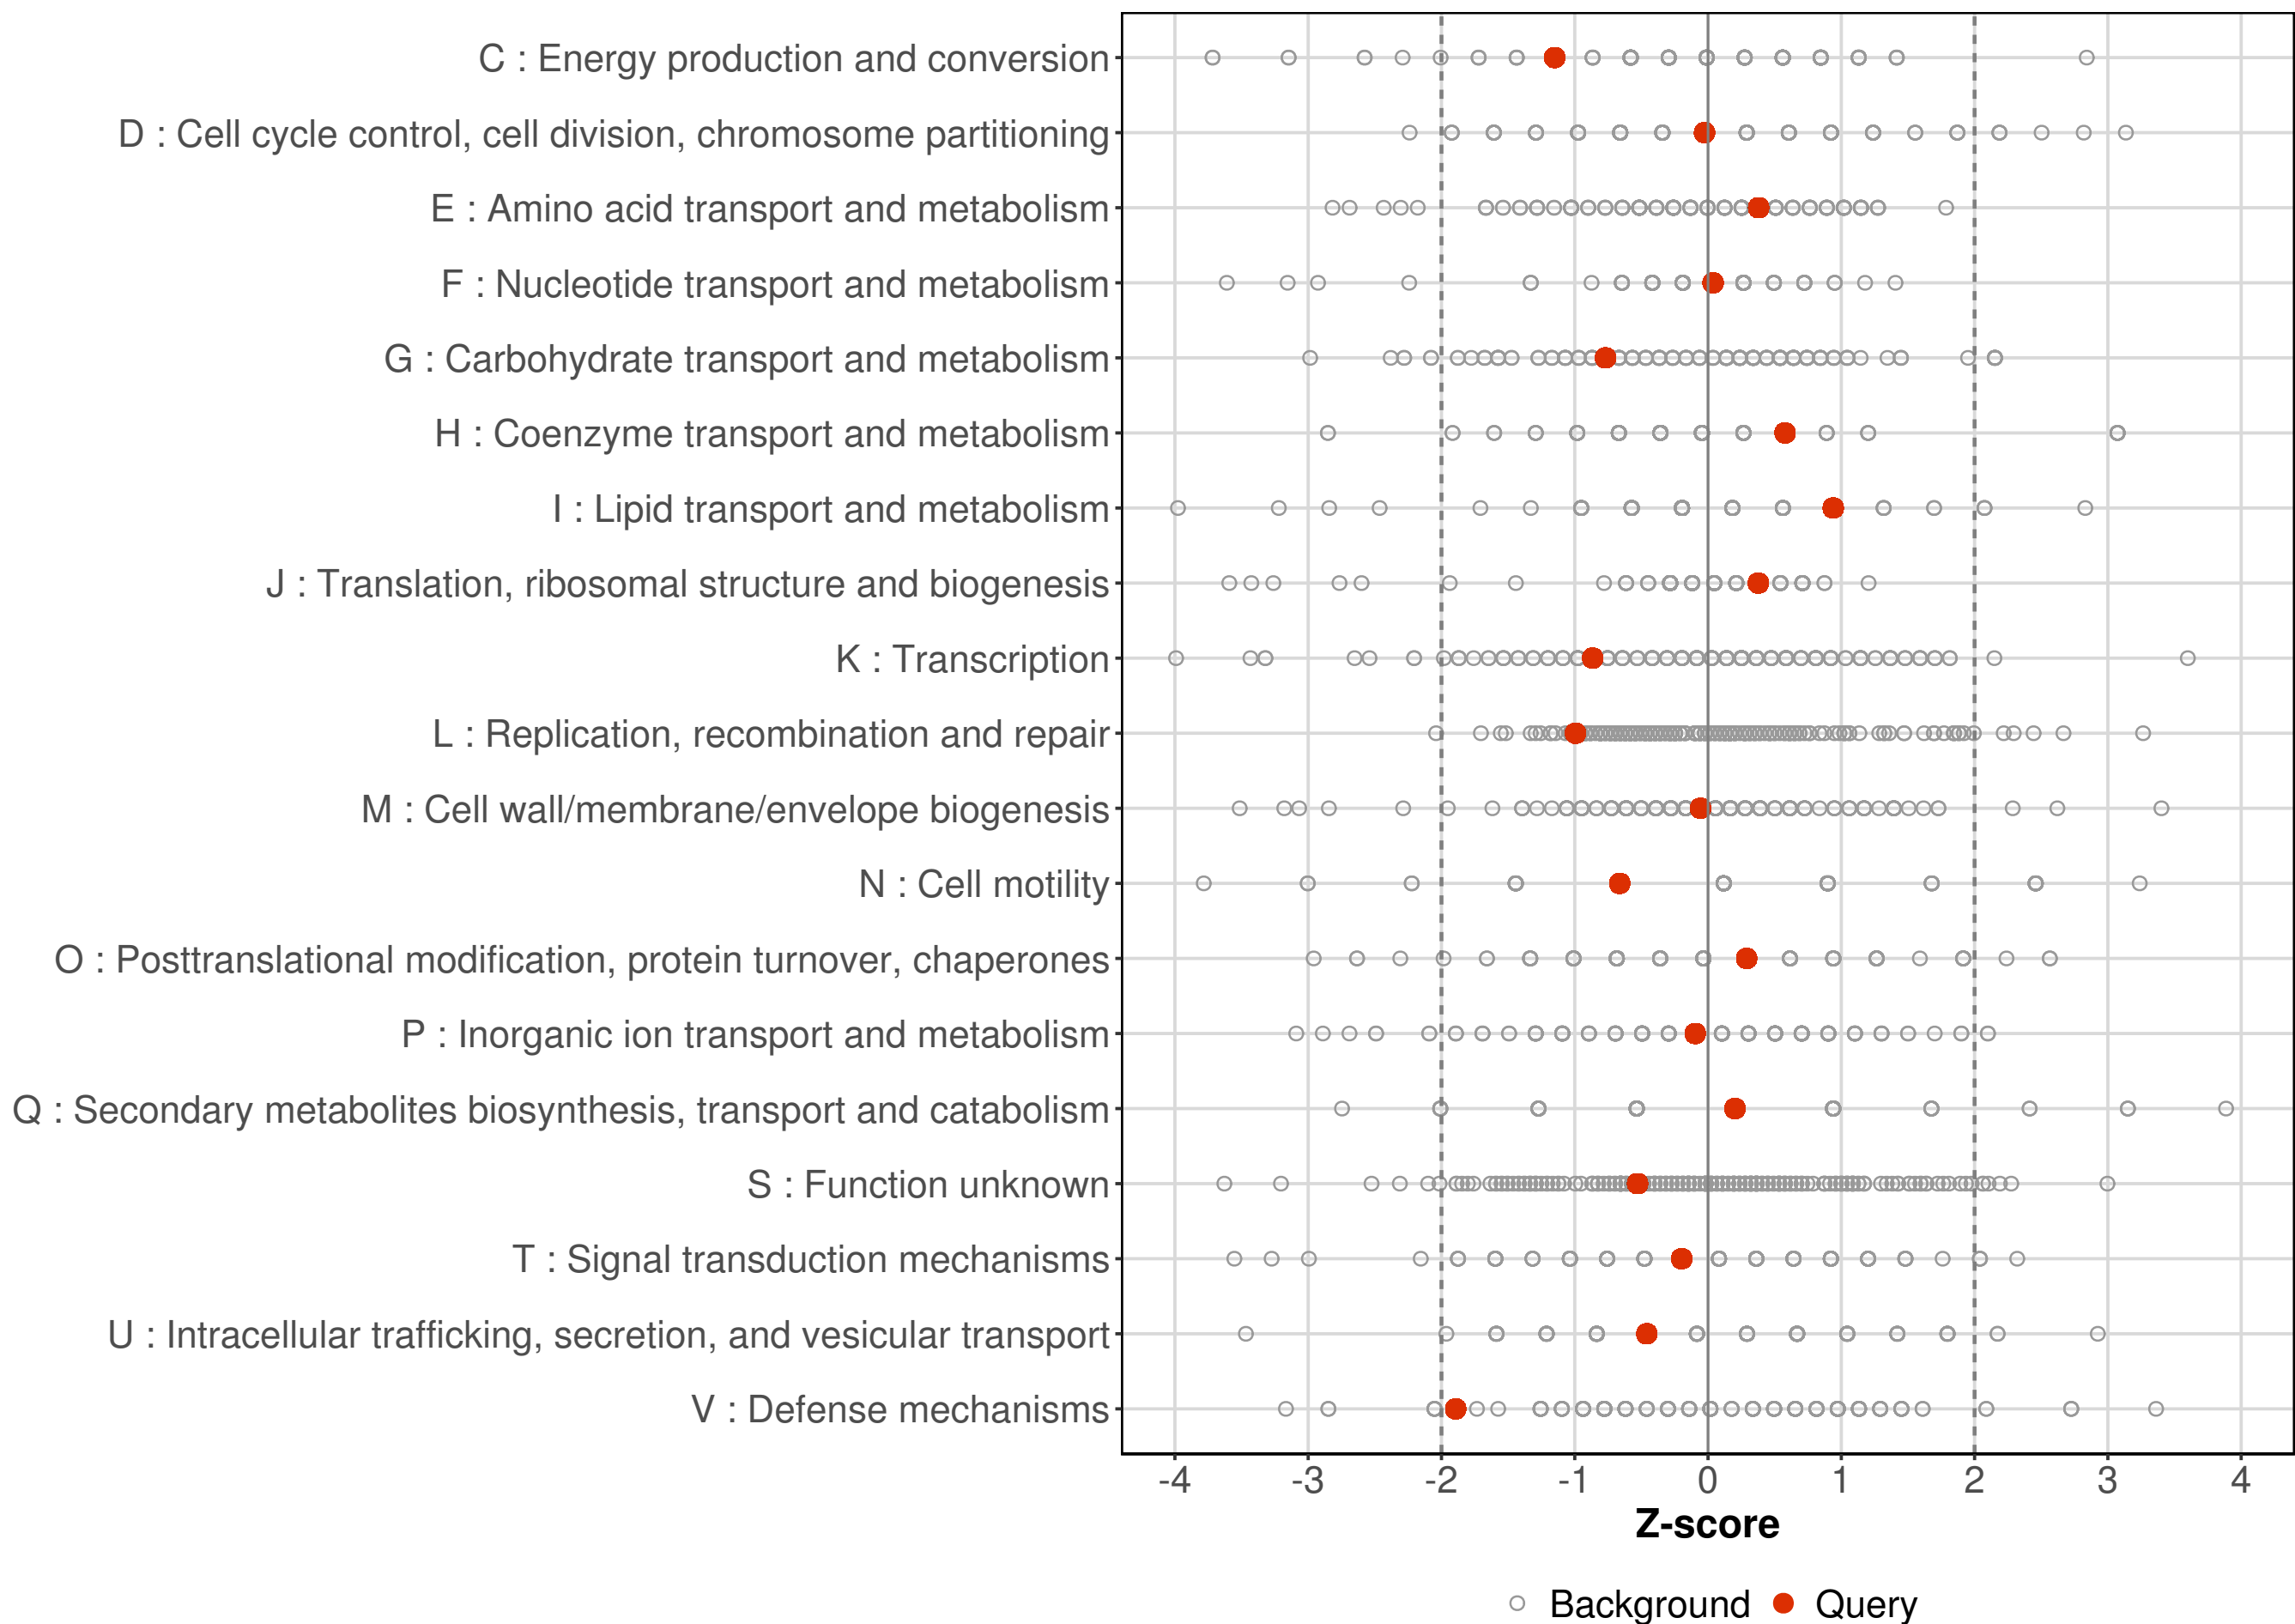 C : Energy production and conversion
D : Cell cycle control, cell division, chromosome partitioning
E : Amino acid transport and metabolism
F : Nucleotide transport and metabolism
G : Carbohydrate transport and metabolism
H : Coenzyme transport and metabolism
I : Lipid transport and metabolism
J : Translation, ribosomal structure and biogenesis
K : Transcription
L : Replication, recombination and repair
M : Cell wall/membrane/envelope biogenesis
N : Cell motility
O : Posttranslational modification, protein turnover, chaperones
P : Inorganic ion transport and metabolism
Q : Secondary metabolites biosynthesis, transport and catabolism
S : Function unknown
T : Signal transduction mechanisms
U : Intracellular trafficking, secretion, and vesicular transport
V : Defense mechanisms
-4 -3 -2 -1 0 1 2 3 4
Z-score
Background Query